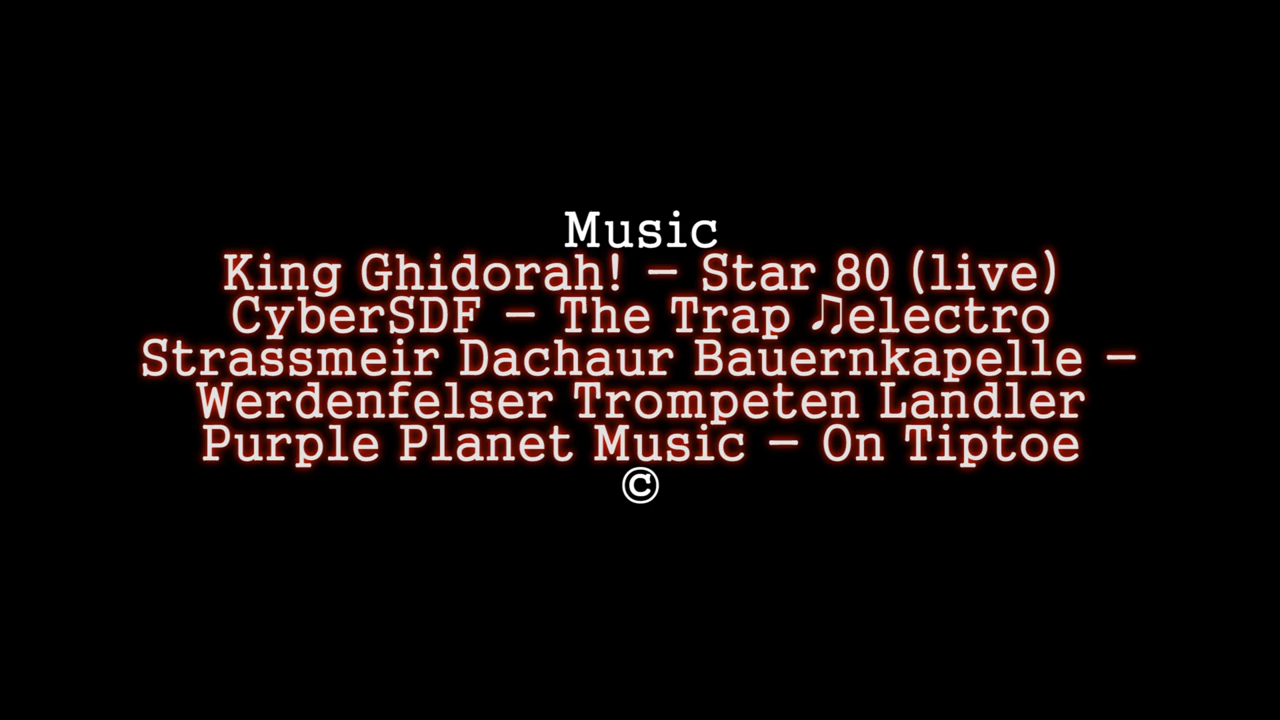 Music
King Ghidorah! – Star 80 (live)
CyberSDF – The Trap ♫electro
Strassmeir Dachaur Bauernkapelle –
Werdenfelser Trompeten Landler
Purple Planet Music – On Tiptoe
©